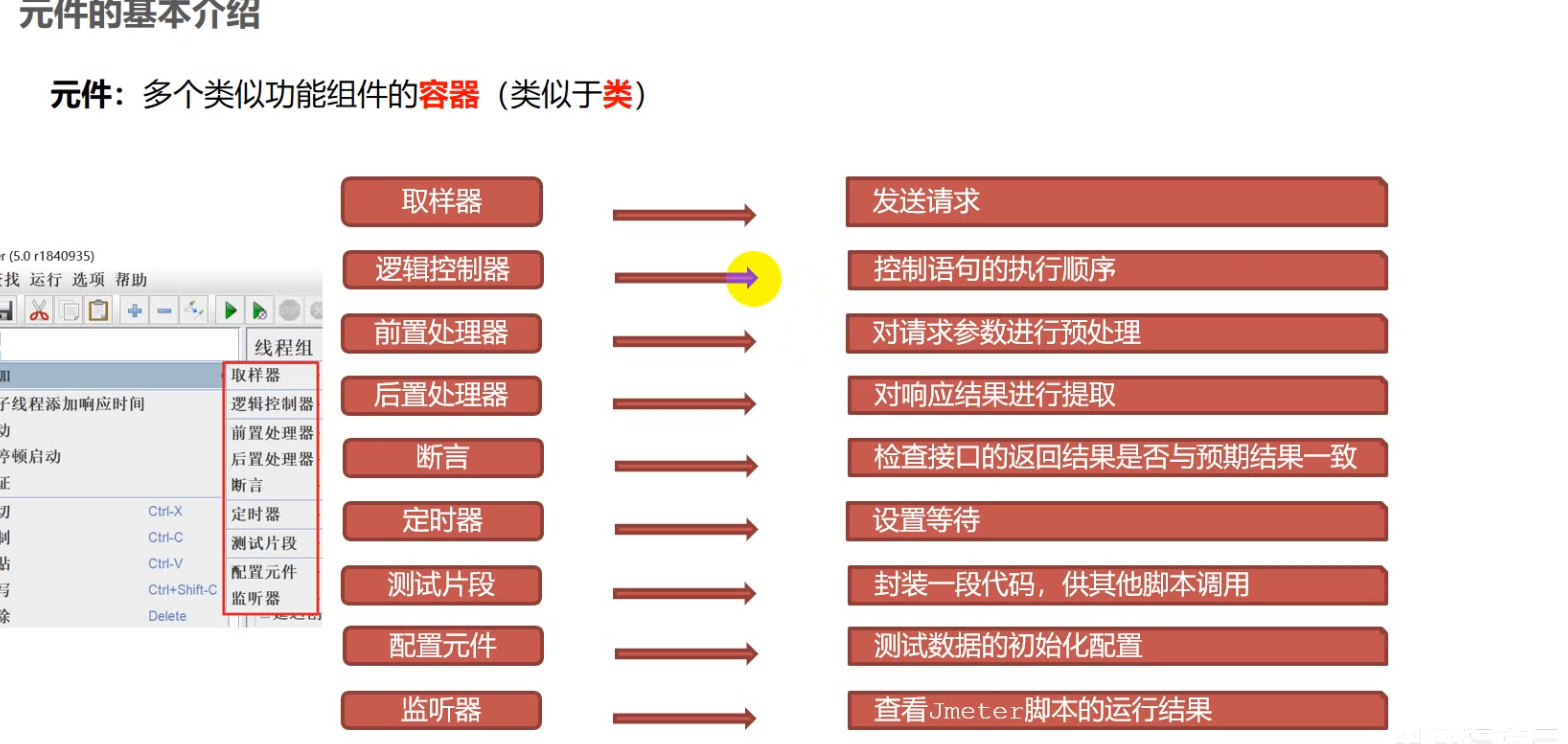 元件的基本介绍
元件：多个类似功能组件的容器（类似于类）
取样器 发送请求
逻辑控制器 控制语句的执行顺序
前置处理器 对请求参数进行预处理
后置处理器 对响应结果进行提取
断言 检查接口的返回结果是否与预期结果一致
定时器 设置等待
测试片段 封装一段代码，供其他脚本调用
配置元件 测试数据的初始化配置
监听器 查看Jmeter脚本的运行结果
r (5.0 r1840935)
查找 运行 选项 帮助
线程组
加 取样器
子线程添加响应时间 逻辑控制器
动 前置处理器
停顿启动 后置处理器
证 断言
切 Ctrl-X 定时器
制 Ctrl-C 测试片段
贴 Ctrl-V 配置元件
写 Ctrl+Shift-C 监听器
除 Delete